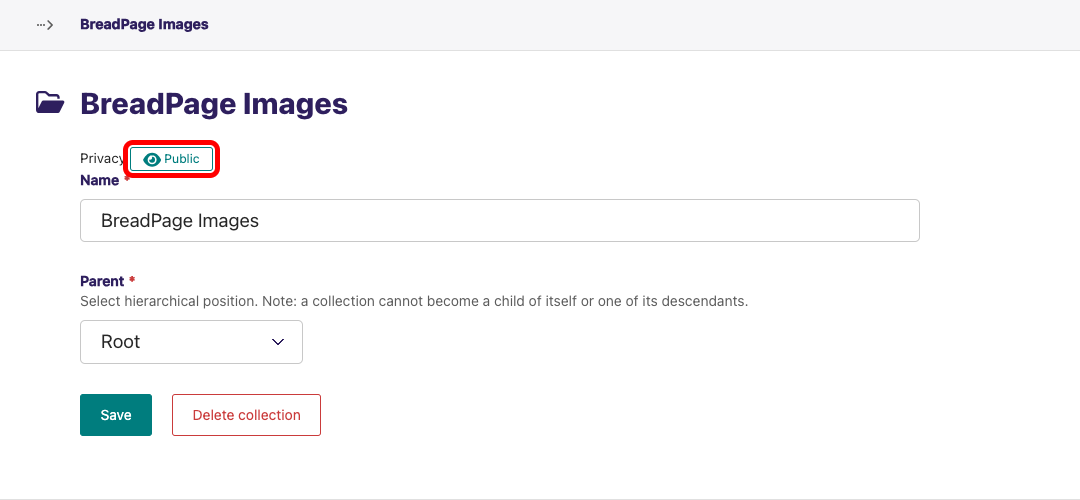 BreadPage Images
BreadPage Images
Privacy Public
Name *
BreadPage Images
Parent *
Select hierarchical position. Note: a collection cannot become a child of itself or one of its descendants.
Root
Save Delete collection